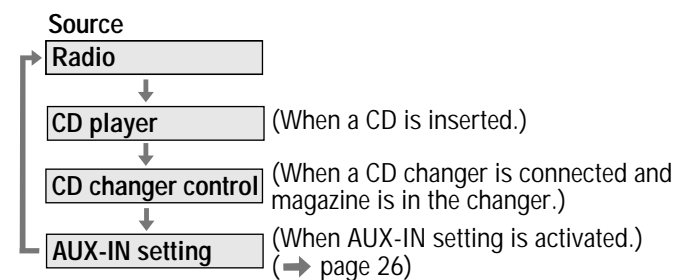 Source
Radio
CD player
(When a CD is inserted.)
CD changer control
(When a CD changer is connected and
magazine is in the changer.)
AUX-IN setting
(When AUX-IN setting is activated.)
(➡ page 26)